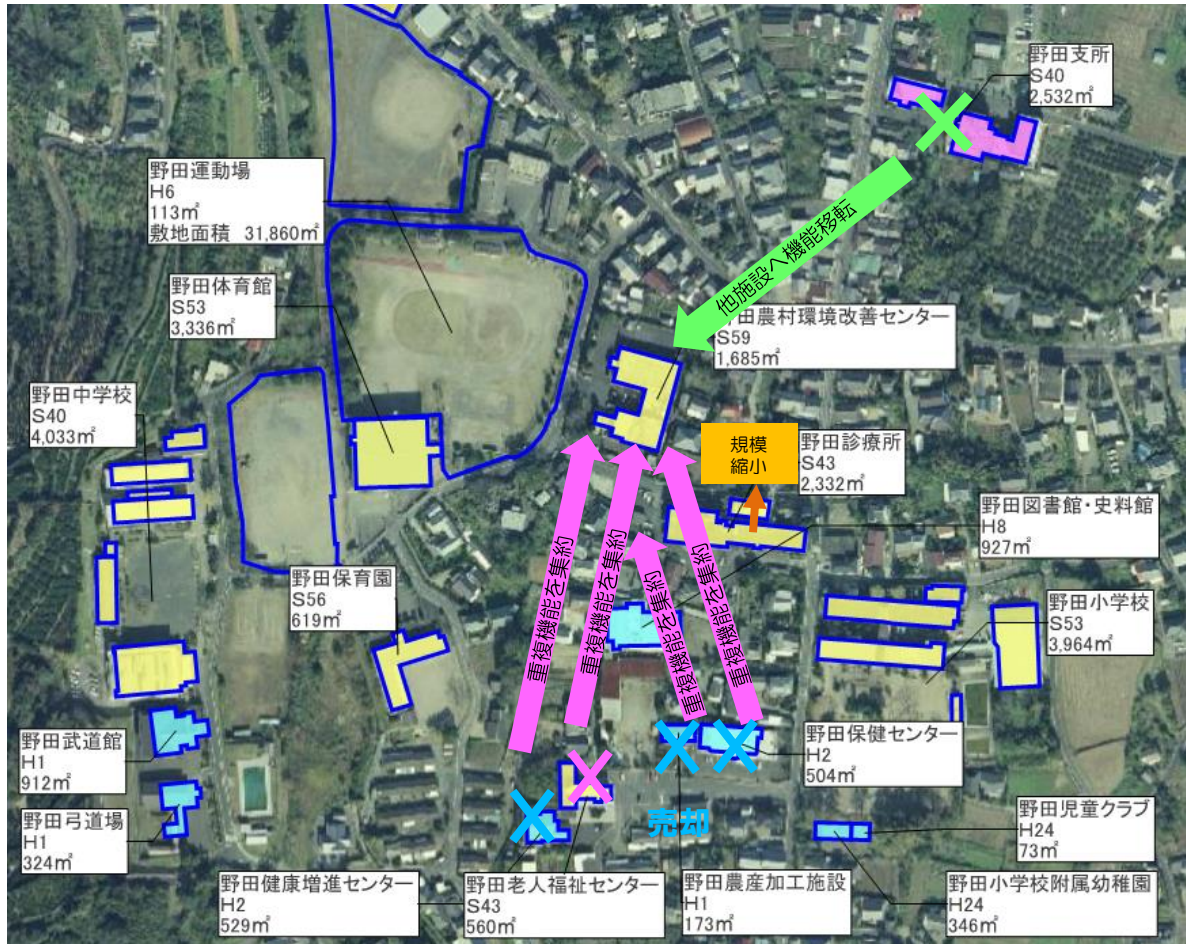 野田支所
S40
2,532㎡
野田運動場
H6
113㎡
敷地面積 31,860㎡
他施設へ機能移転
野田体育館
S53
3,336㎡
野田農村環境改善センター
S59
1,685㎡
野田中学校
S40
4,033㎡
規模
縮小
野田診療所
S43
2,332㎡
野田図書館・史料館
H8
927㎡
重複機能を集約
重複機能を集約
重複機能を集約
重複機能を集約
野田保育園
S56
619㎡
野田小学校
S53
3,964㎡
野田武道館
H1
912㎡
野田保健センター
H2
504㎡
野田弓道場
H1
324㎡
売却
野田児童クラブ
H24
73㎡
野田健康増進センター
H2
529㎡
野田老人福祉センター
S43
560㎡
野田農産加工施設
H1
173㎡
野田小学校附属幼稚園
H24
346㎡